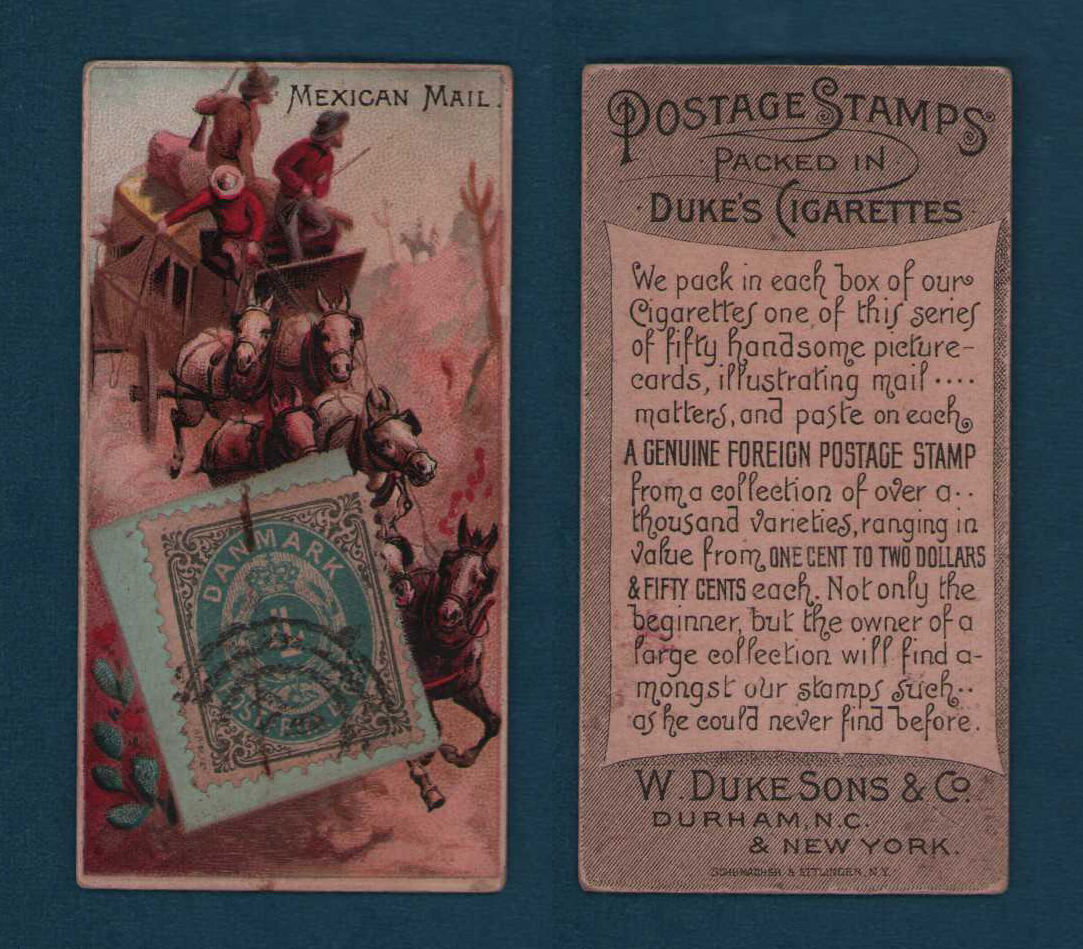 MEXICAN MAIL.
DANMARK
POSTAGE STAMPS
PACKED IN
DUKE'S CIGARETTES
We pack in each box of our
Cigarettes one of this series
of fifty handsome picture-
cards, illustrating mail ····
matters, and paste on each
A GENUINE FOREIGN POSTAGE STAMP
from a collection of over a··
thousand varieties, ranging in
value from ONE CENT TO TWO DOLLARS
& FIFTY CENTS each. Not only the
beginner, but the owner of a
large collection will find a-
mongst our stamps such··
as he could never find before.
W. DUKE SONS & Co.
DURHAM, N.C.
& NEW YORK.
SCHUMACHER & ETTLINGER, N.Y.